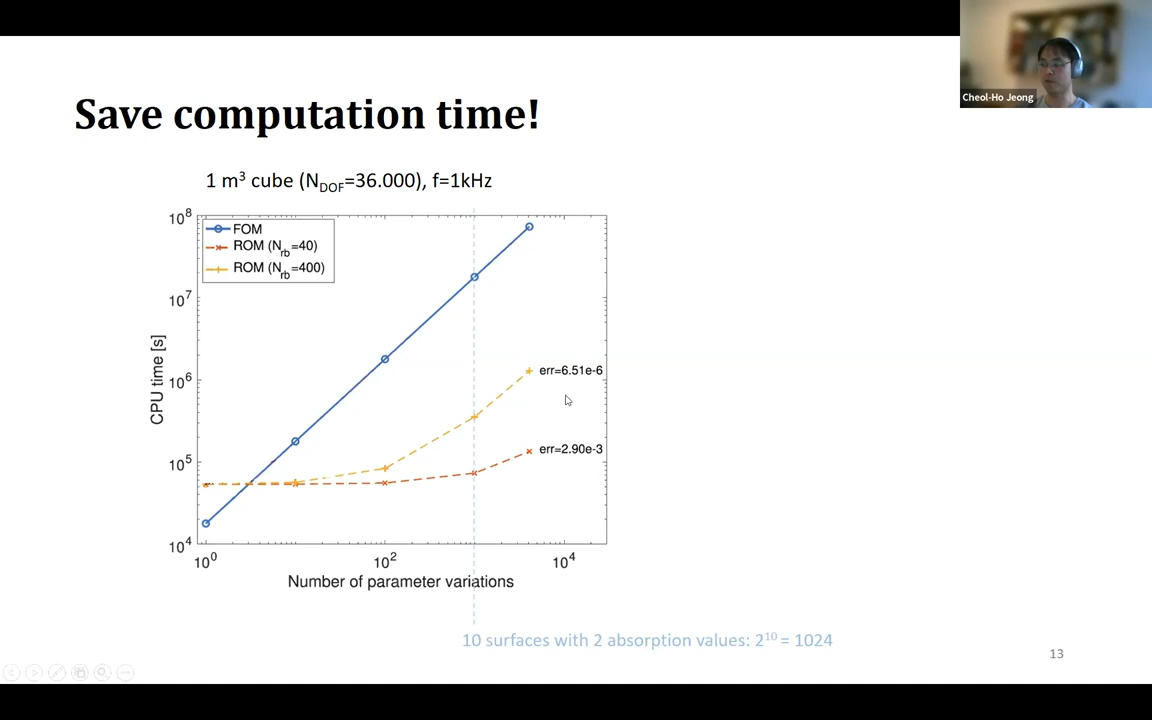 Cheol-Ho Jeong
Save computation time!
1 m³ cube (N_DOF=36.000), f=1kHz
10⁸
FOM
ROM (N_rb=40)
ROM (N_rb=400)
10⁷
10⁶
10⁵
10⁴
CPU time [s]
err=6.51e-6
err=2.90e-3
10⁰ 10² 10⁴
Number of parameter variations
10 surfaces with 2 absorption values: 2¹⁰ = 1024
13